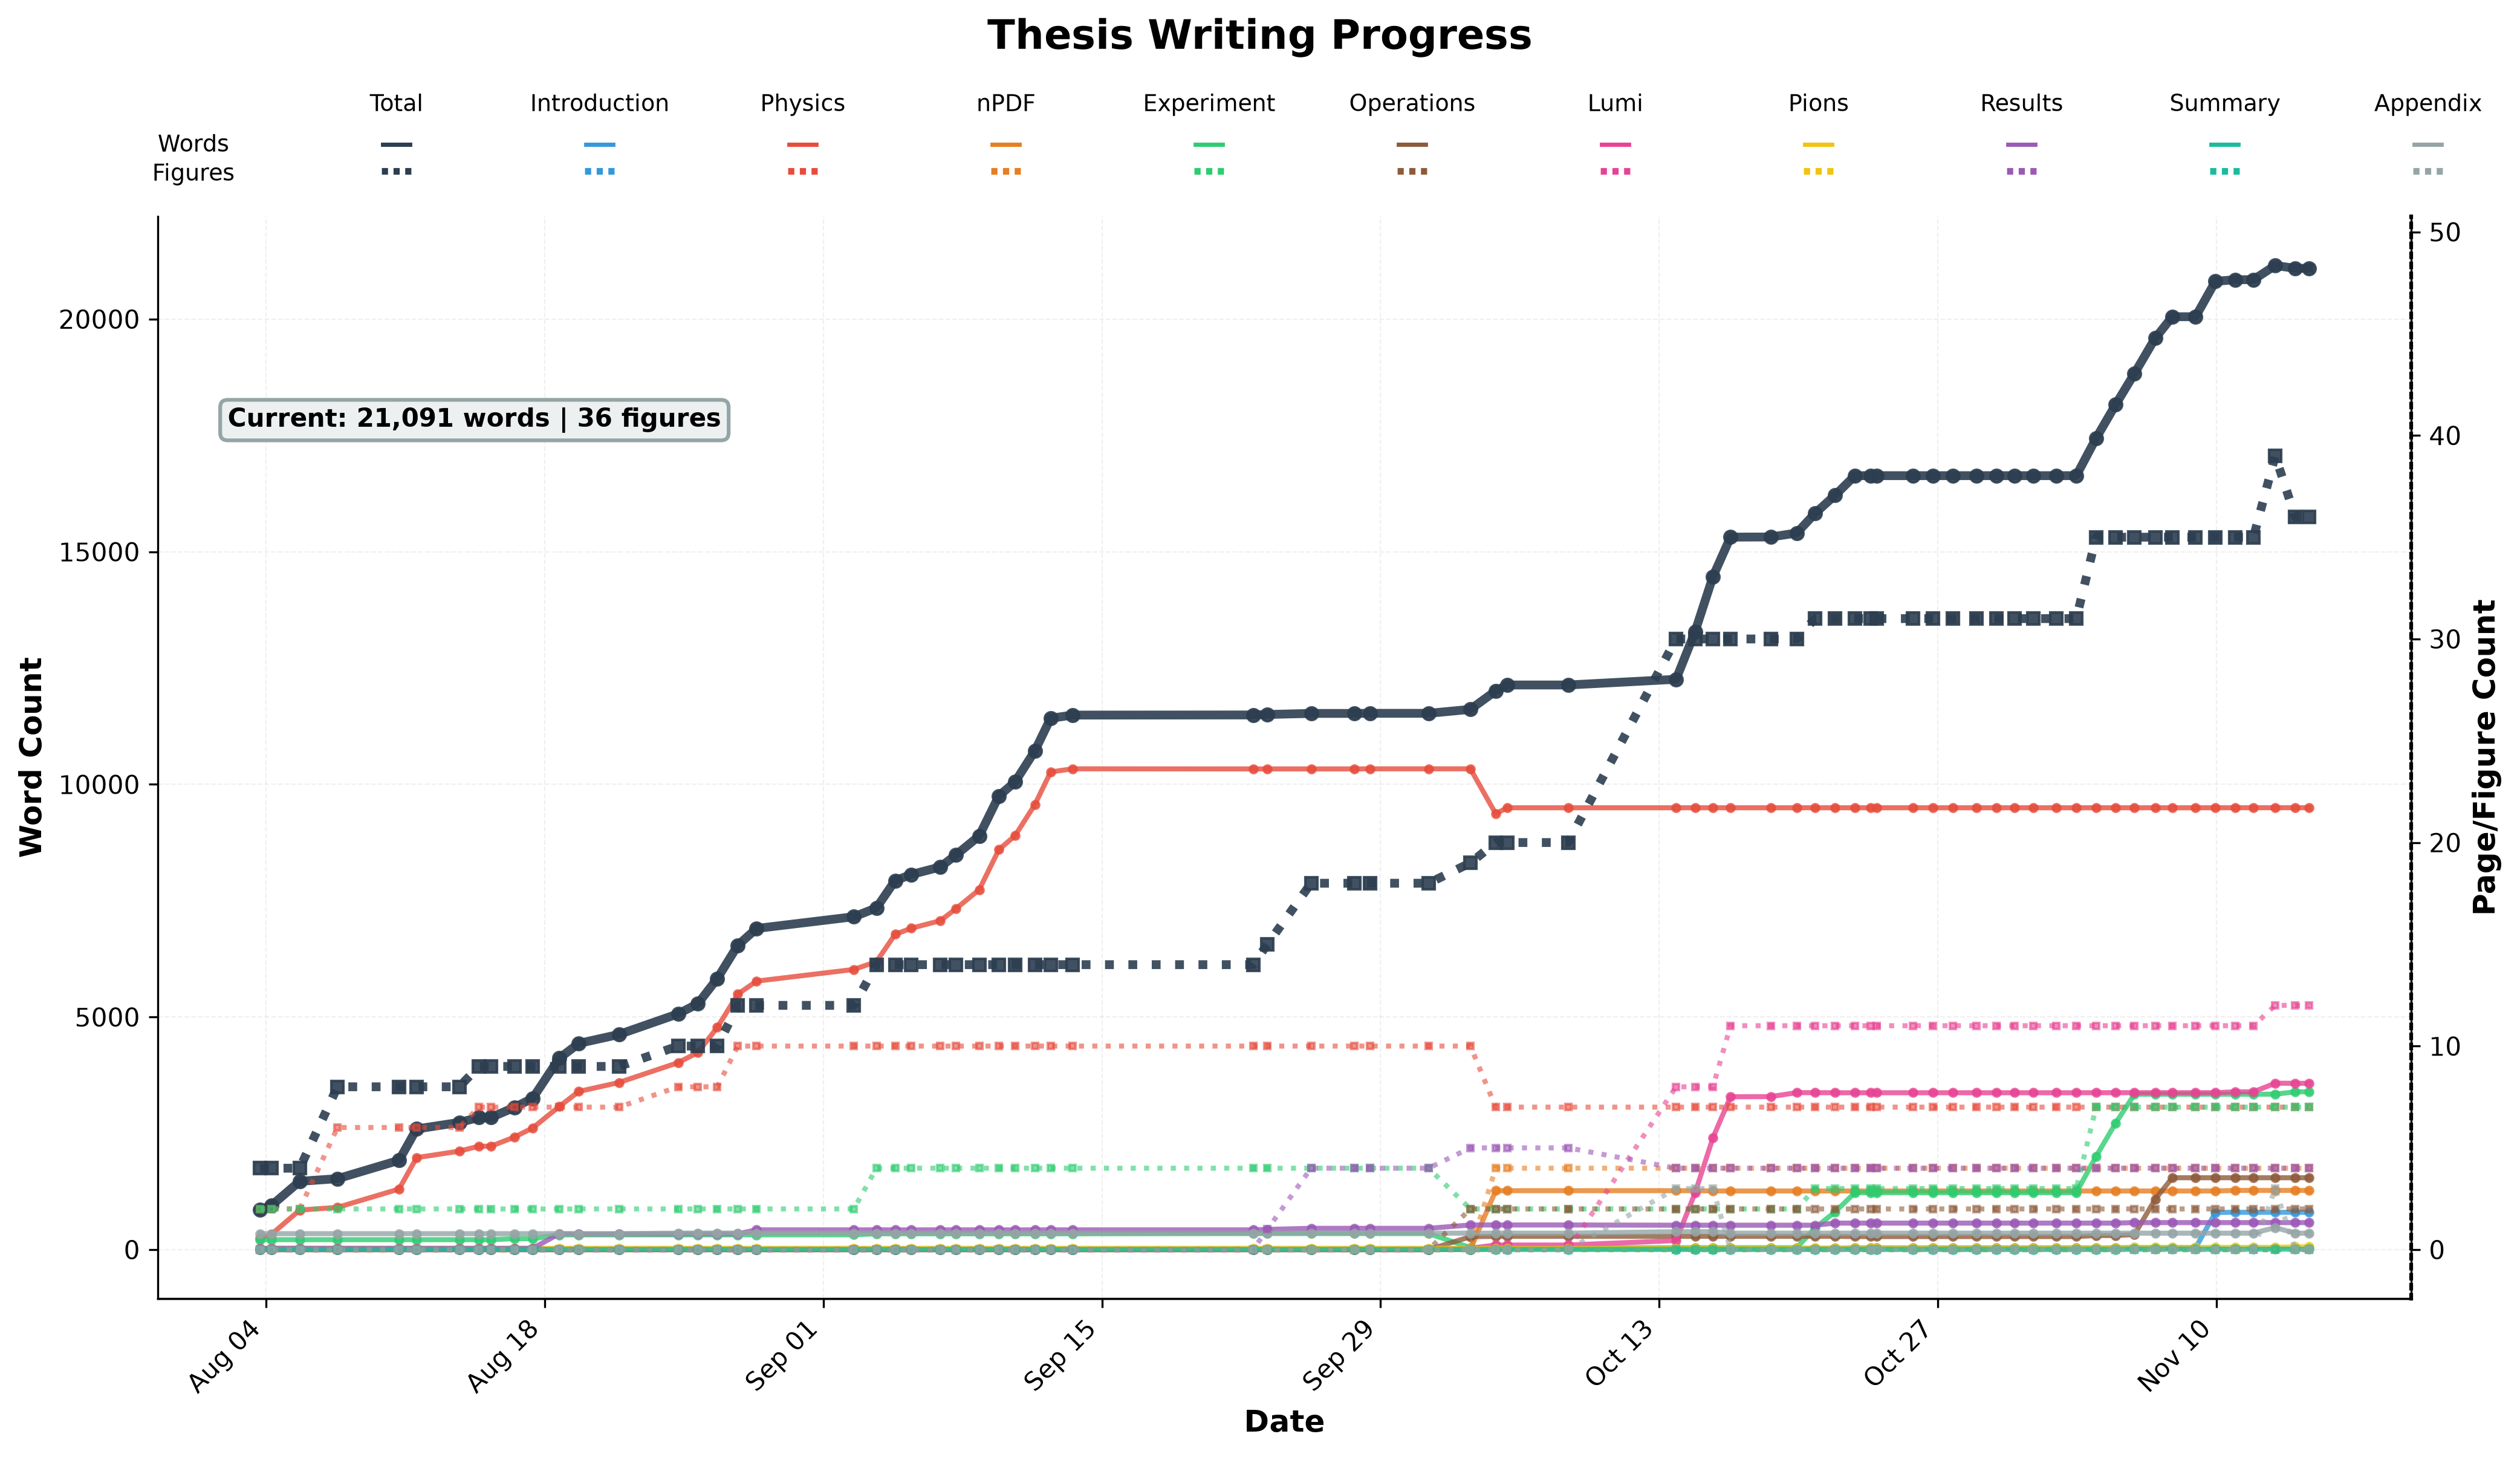 Thesis Writing Progress
Total Introduction Physics nPDF Experiment Operations Lumi Pions Results Summary Appendix
Words
Figures
Current: 21,091 words | 36 figures
Word Count
20000
15000
10000
5000
0
Page/Figure Count
50
40
30
20
10
0
Aug 04 Aug 18 Sep 01 Sep 15 Sep 29 Oct 13 Oct 27 Nov 10
Date